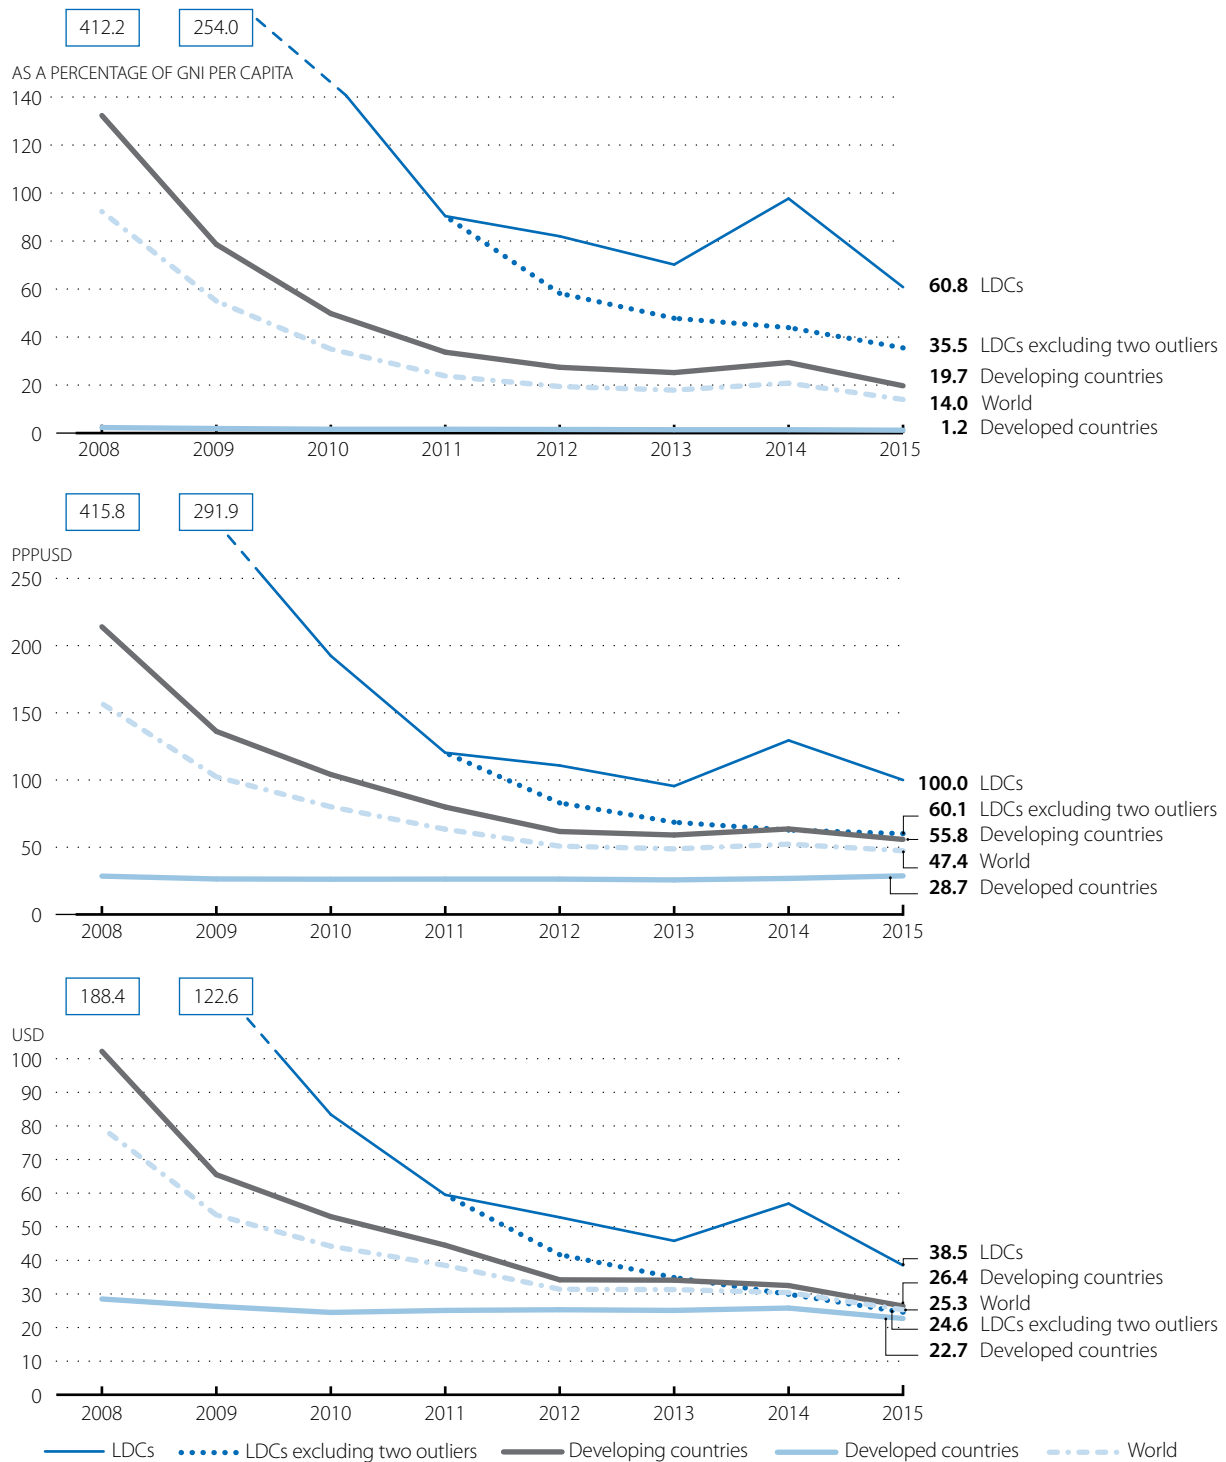 412.2 254.0
AS A PERCENTAGE OF GNI PER CAPITA
140
120
100
80
60
40
20
0
60.8 LDCs
35.5 LDCs excluding two outliers
19.7 Developing countries
14.0 World
1.2 Developed countries
2008 2009 2010 2011 2012 2013 2014 2015
415.8 291.9
PPPUSD
250
200
150
100
50
0
100.0 LDCs
60.1 LDCs excluding two outliers
55.8 Developing countries
47.4 World
28.7 Developed countries
2008 2009 2010 2011 2012 2013 2014 2015
188.4 122.6
USD
100
90
80
70
60
50
40
30
20
10
0
38.5 LDCs
26.4 Developing countries
25.3 World
24.6 LDCs excluding two outliers
22.7 Developed countries
2008 2009 2010 2011 2012 2013 2014 2015
LDCs LDCs excluding two outliers Developing countries Developed countries World